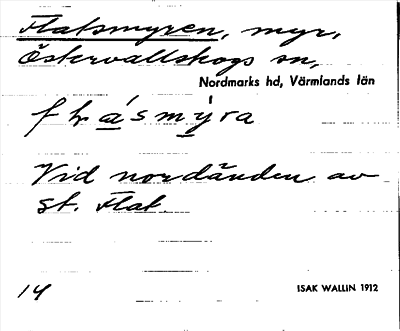 Flatsmyren, myr,
Östervallskogs sn,
Nordmarks hd, Värmlands län
Vid nordänden av
St. Flat.
14
ISAK WALLIN 1912